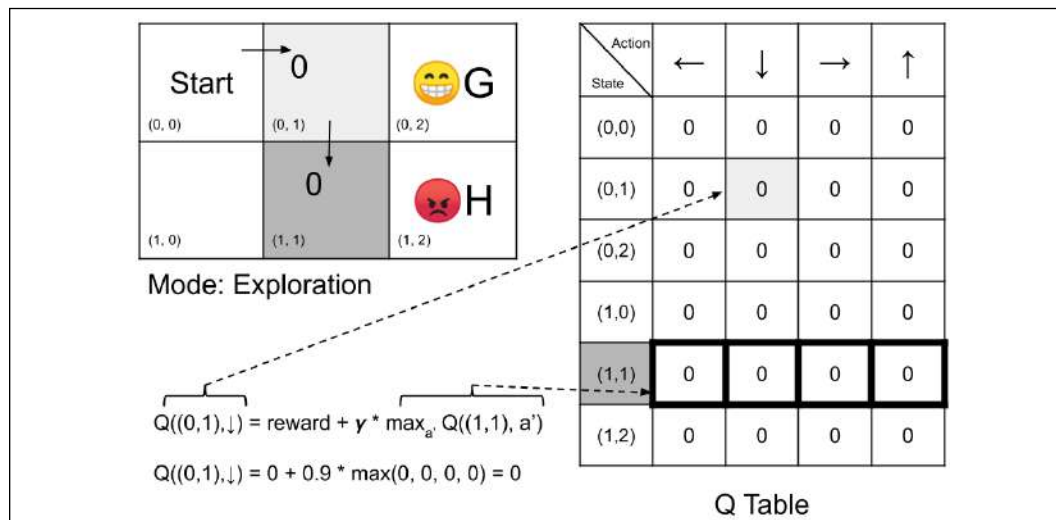 Start
0
G
(0, 0)
(0, 1)
(0, 2)
0
H
(1, 0)
(1, 1)
(1, 2)
Mode: Exploration
Q((0,1),↓) = reward + γ * maxₐ' Q((1,1), a')
Q((0,1),↓) = 0 + 0.9 * max(0, 0, 0, 0) = 0
Action
State
← ↓ → ↑
(0,0) 0 0 0 0
(0,1) 0 0 0 0
(0,2) 0 0 0 0
(1,0) 0 0 0 0
(1,1) 0 0 0 0
(1,2) 0 0 0 0
Q Table